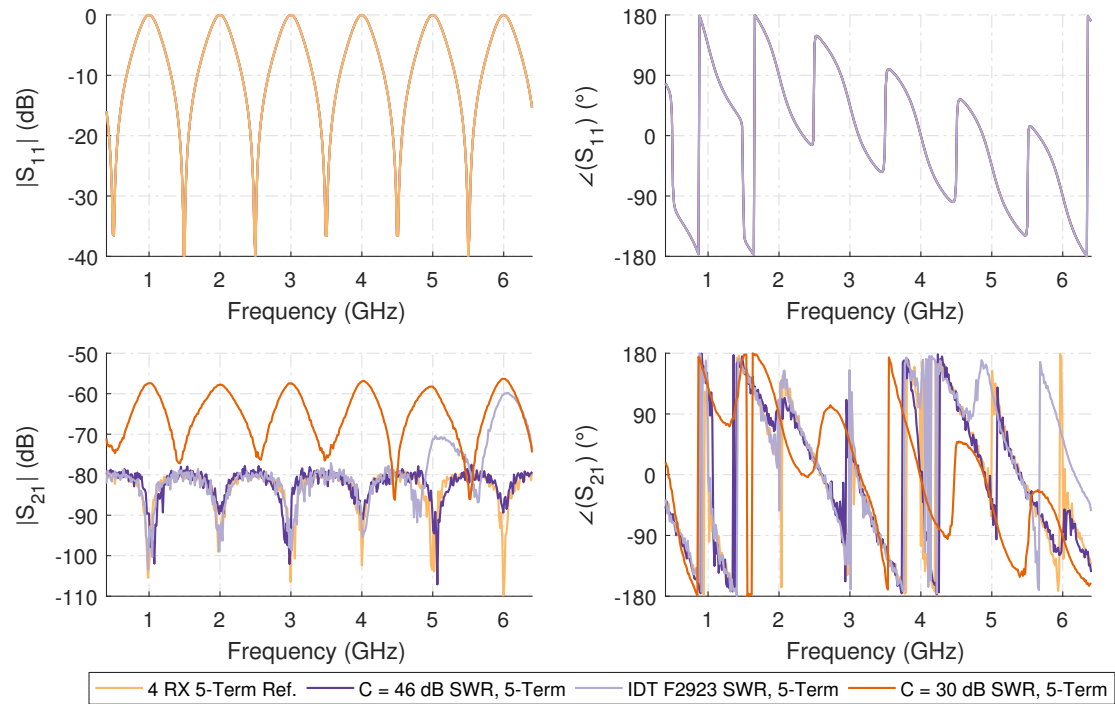 |S₁₁| (dB)
0
-10
-20
-30
-40
1 2 3 4 5 6
Frequency (GHz)
∠(S₁₁) (°)
180
90
0
-90
-180
1 2 3 4 5 6
Frequency (GHz)
|S₂₁| (dB)
-50
-60
-70
-80
-90
-100
-110
1 2 3 4 5 6
Frequency (GHz)
∠(S₂₁) (°)
180
90
0
-90
-180
1 2 3 4 5 6
Frequency (GHz)
4 RX 5-Term Ref. C = 46 dB SWR, 5-Term IDT F2923 SWR, 5-Term C = 30 dB SWR, 5-Term